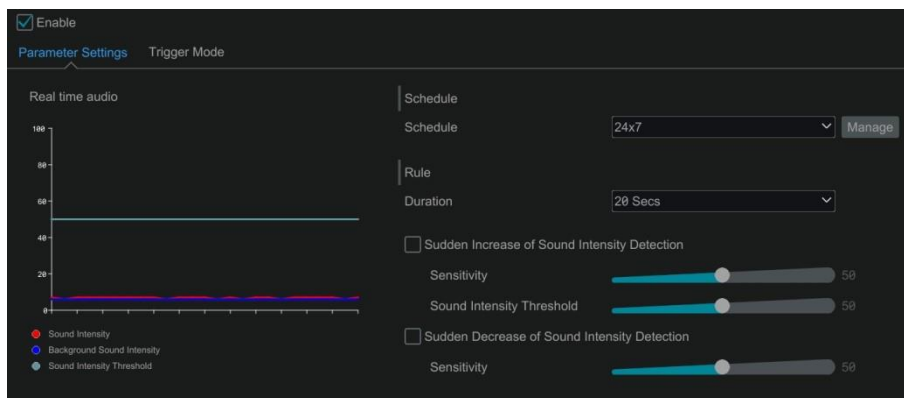 Enable
Parameter Settings Trigger Mode
Real time audio
100
80
60
40
20
0
Sound Intensity
Background Sound Intensity
Sound Intensity Threshold
Schedule
Schedule 24x7 Manage
Rule
Duration 20 Secs
Sudden Increase of Sound Intensity Detection
Sensitivity 50
Sound Intensity Threshold 50
Sudden Decrease of Sound Intensity Detection
Sensitivity 50